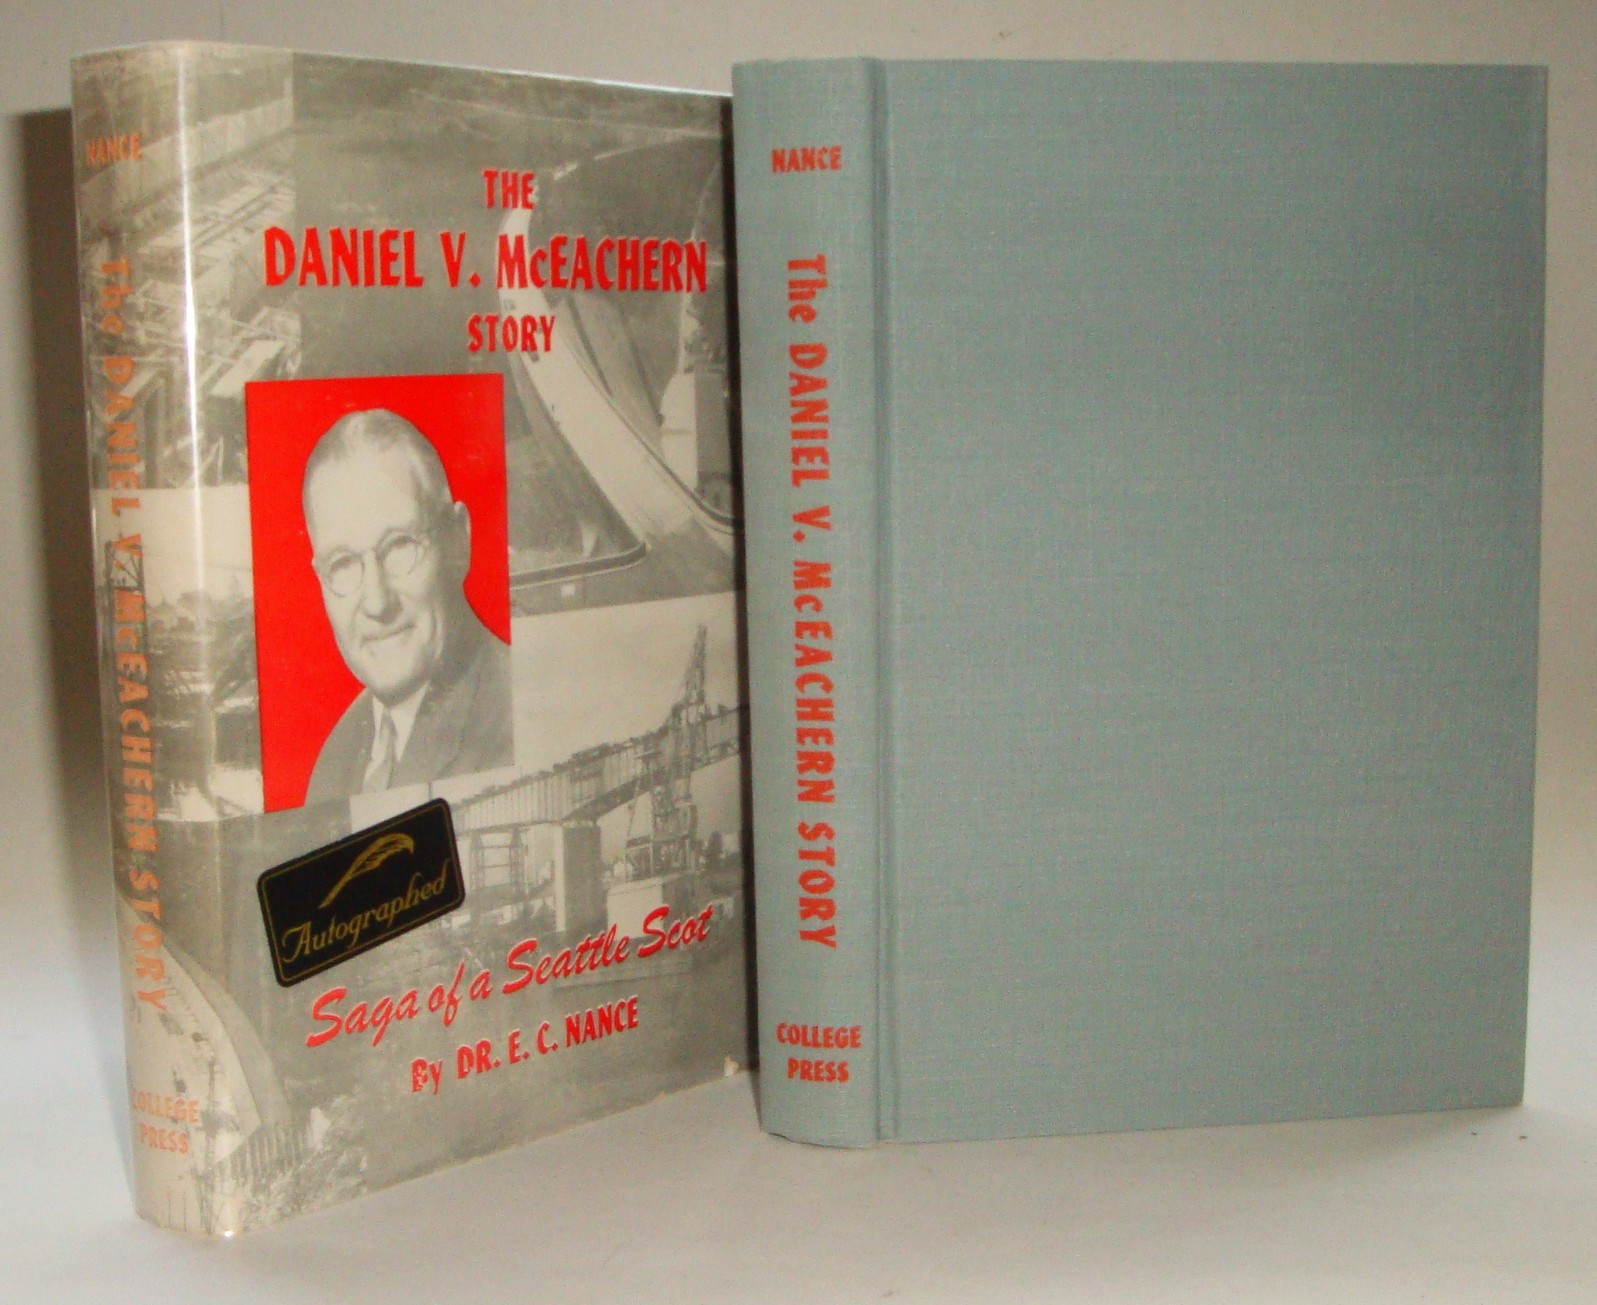 NANCE
The DANIEL V. McEACHERN STORY
COLLEGE
PRESS
THE
DANIEL V. McEACHERN
STORY
Autographed
Saga of a Seattle Scot
By DR. E. C. NANCE
NANCE
The DANIEL V. McEACHERN STORY
COLLEGE
PRESS